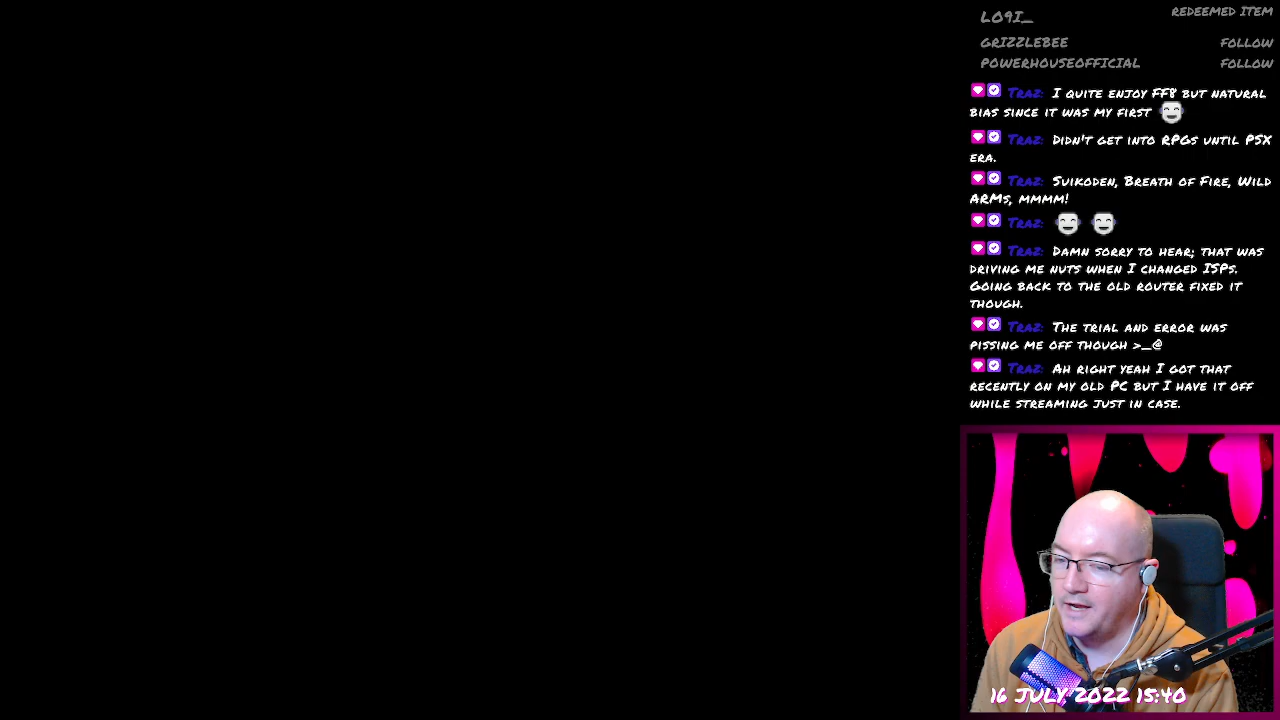 LO9I_ REDEEMED ITEM
GRIZZLEBEE FOLLOW
POWERHOUSEOFFICIAL FOLLOW
TRAZ: I QUITE ENJOY FF8 BUT NATURAL
BIAS SINCE IT WAS MY FIRST
TRAZ: DIDN'T GET INTO RPGS UNTIL PSX
ERA.
TRAZ: SUIKODEN, BREATH OF FIRE, WILD
ARMS, MMMM!
TRAZ:
TRAZ: DAMN SORRY TO HEAR; THAT WAS
DRIVING ME NUTS WHEN I CHANGED ISPS.
GOING BACK TO THE OLD ROUTER FIXED IT
THOUGH.
TRAZ: THE TRIAL AND ERROR WAS
PISSING ME OFF THOUGH >_@
TRAZ: AH RIGHT YEAH I GOT THAT
RECENTLY ON MY OLD PC BUT I HAVE IT OFF
WHILE STREAMING JUST IN CASE.
16 JULY, 2022 15:40